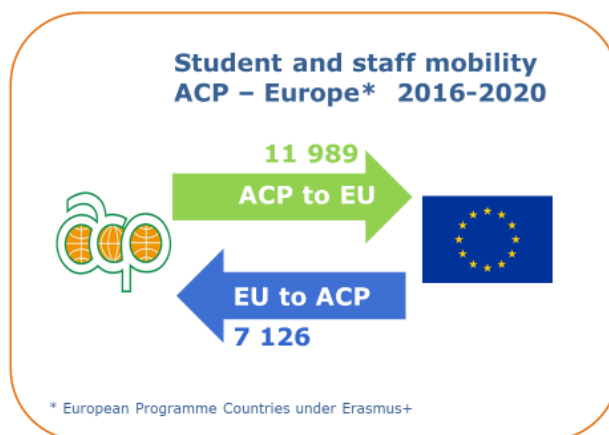 Student and staff mobility
ACP – Europe* 2016-2020
11 989
ACP to EU
acp
EU to ACP
7 126
* European Programme Countries under Erasmus+